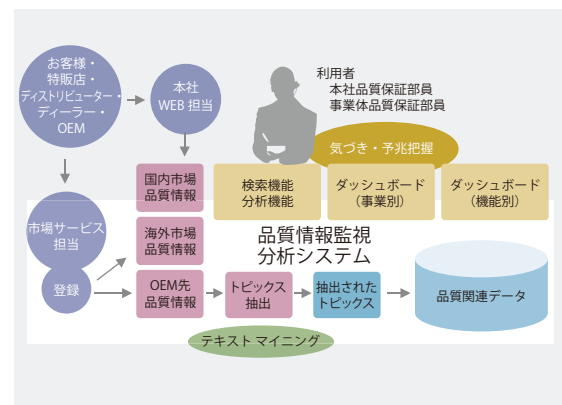 お客様・
特販店・
ディストリビューター・
ディーラー・
OEM
本社
WEB 担当
利用者
本社品質保証部員
事業体品質保証部員
気づき・予兆把握
国内市場
品質情報
検索機能
分析機能
ダッシュボード
（事業別）
ダッシュボード
（機能別）
市場サービス
担当
海外市場
品質情報
品質情報監視
分析システム
登録
OEM先
品質情報
トピックス
抽出
抽出された
トピックス
品質関連データ
テキスト マイニング